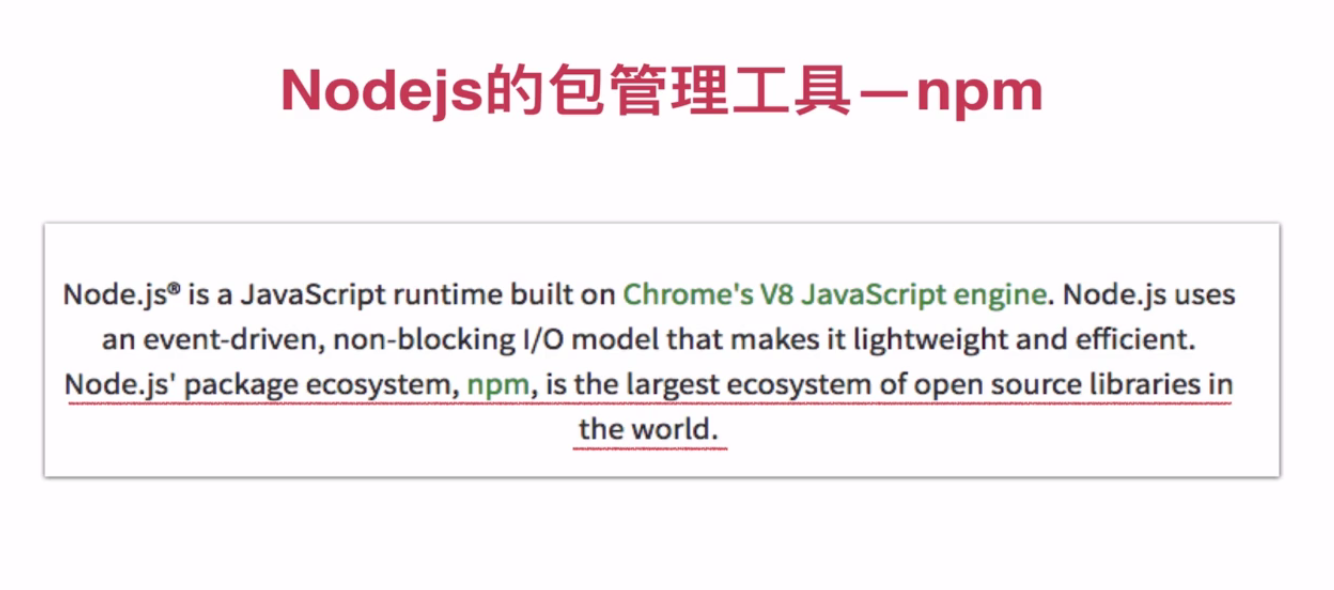 Nodejs的包管理工具—npm
Node.js® is a JavaScript runtime built on Chrome's V8 JavaScript engine. Node.js uses
an event-driven, non-blocking I/O model that makes it lightweight and efficient.
Node.js' package ecosystem, npm, is the largest ecosystem of open source libraries in
the world.